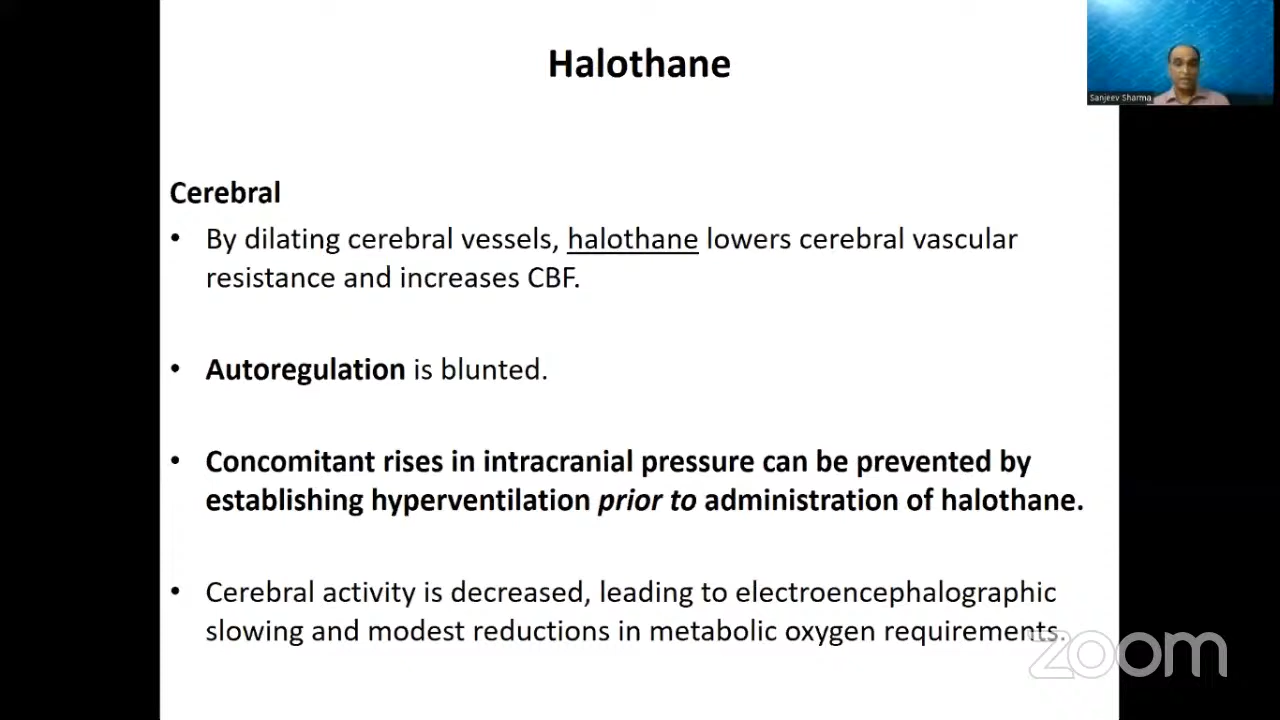 Halothane
Sanjeev Sharma
Cerebral
• By dilating cerebral vessels, halothane lowers cerebral vascular
resistance and increases CBF.
• Autoregulation is blunted.
• Concomitant rises in intracranial pressure can be prevented by
establishing hyperventilation prior to administration of halothane.
• Cerebral activity is decreased, leading to electroencephalographic
slowing and modest reductions in metabolic oxygen requirements.
zoom